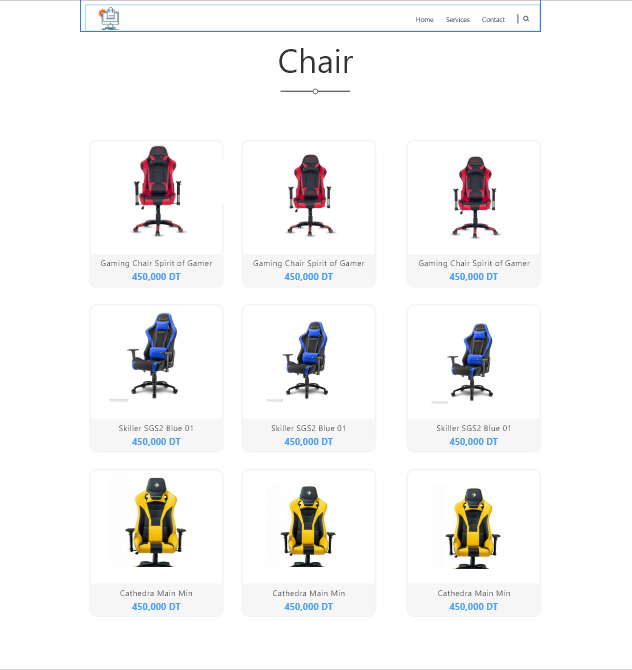 Home Services Contact
Chair
Gaming Chair Spirit of Gamer
450,000 DT
Gaming Chair Spirit of Gamer
450,000 DT
Gaming Chair Spirit of Gamer
450,000 DT
Skiller SGS2 Blue 01
450,000 DT
Skiller SGS2 Blue 01
450,000 DT
Skiller SGS2 Blue 01
450,000 DT
Cathedra Main Min
450,000 DT
Cathedra Main Min
450,000 DT
Cathedra Main Min
450,000 DT